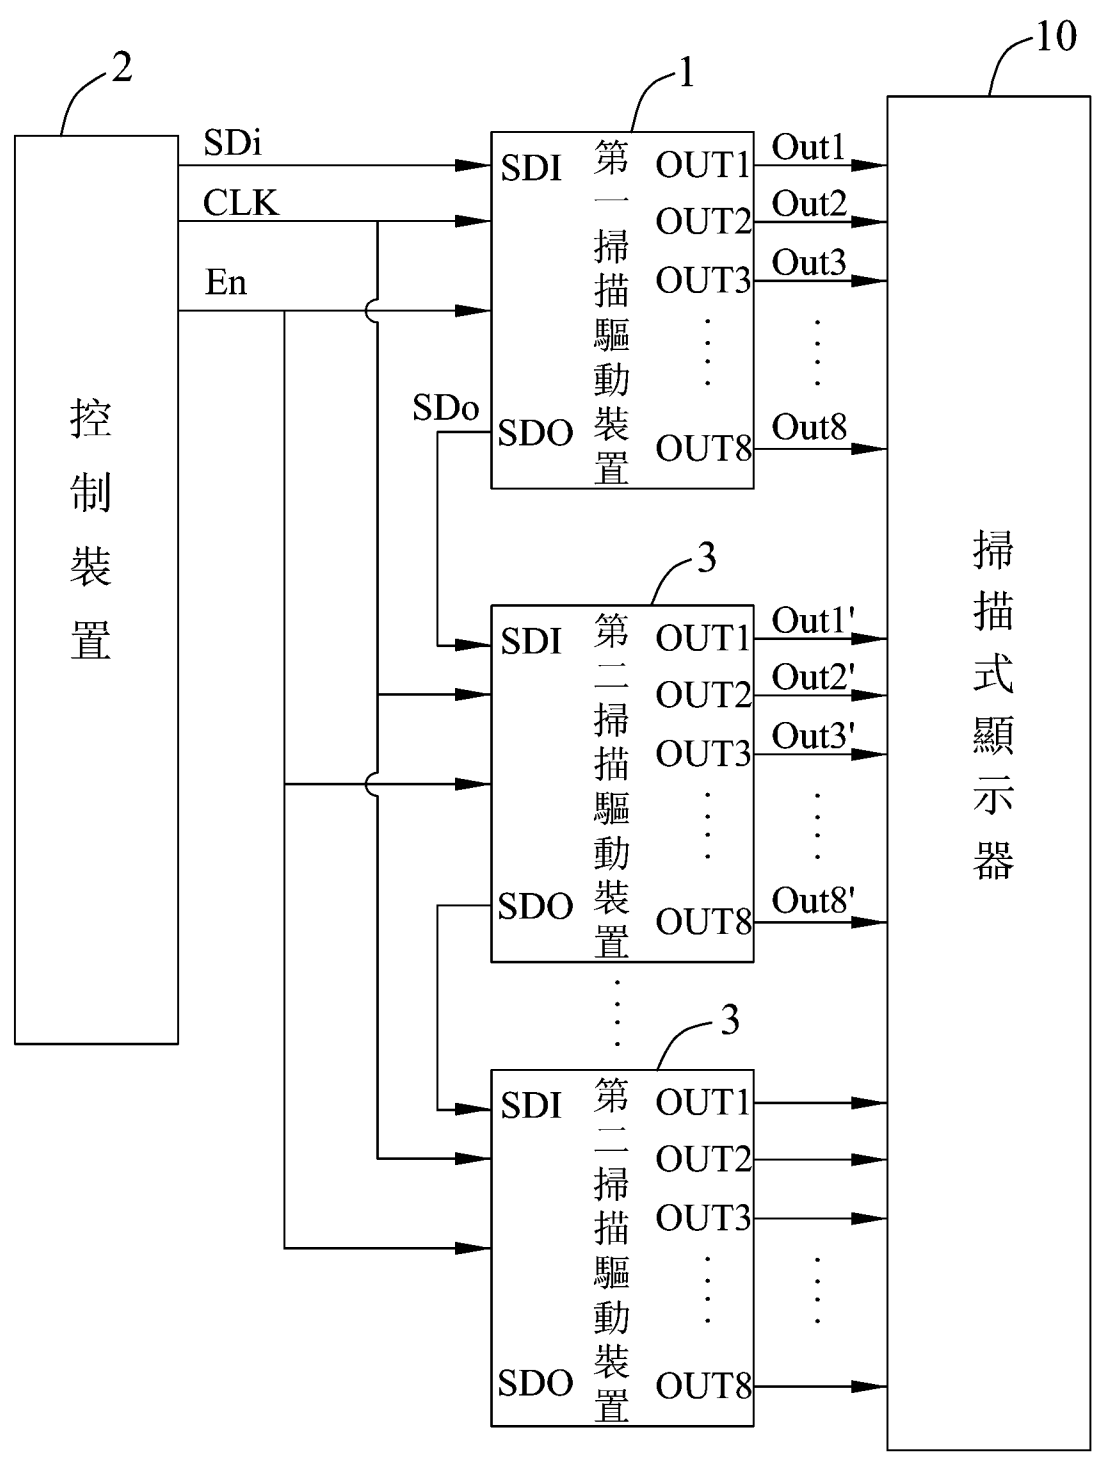 10
2
1
SDi
CLK
En
控制裝置
SDI
第一掃描驅動裝置
OUT1
OUT2
OUT3
OUT8
SDO
SDo
Out1
Out2
Out3
Out8
3
SDI
第二掃描驅動裝置
OUT1
OUT2
OUT3
OUT8
SDO
Out1'
Out2'
Out3'
Out8'
掃描式顯示器
3
SDI
第二掃描驅動裝置
OUT1
OUT2
OUT3
OUT8
SDO